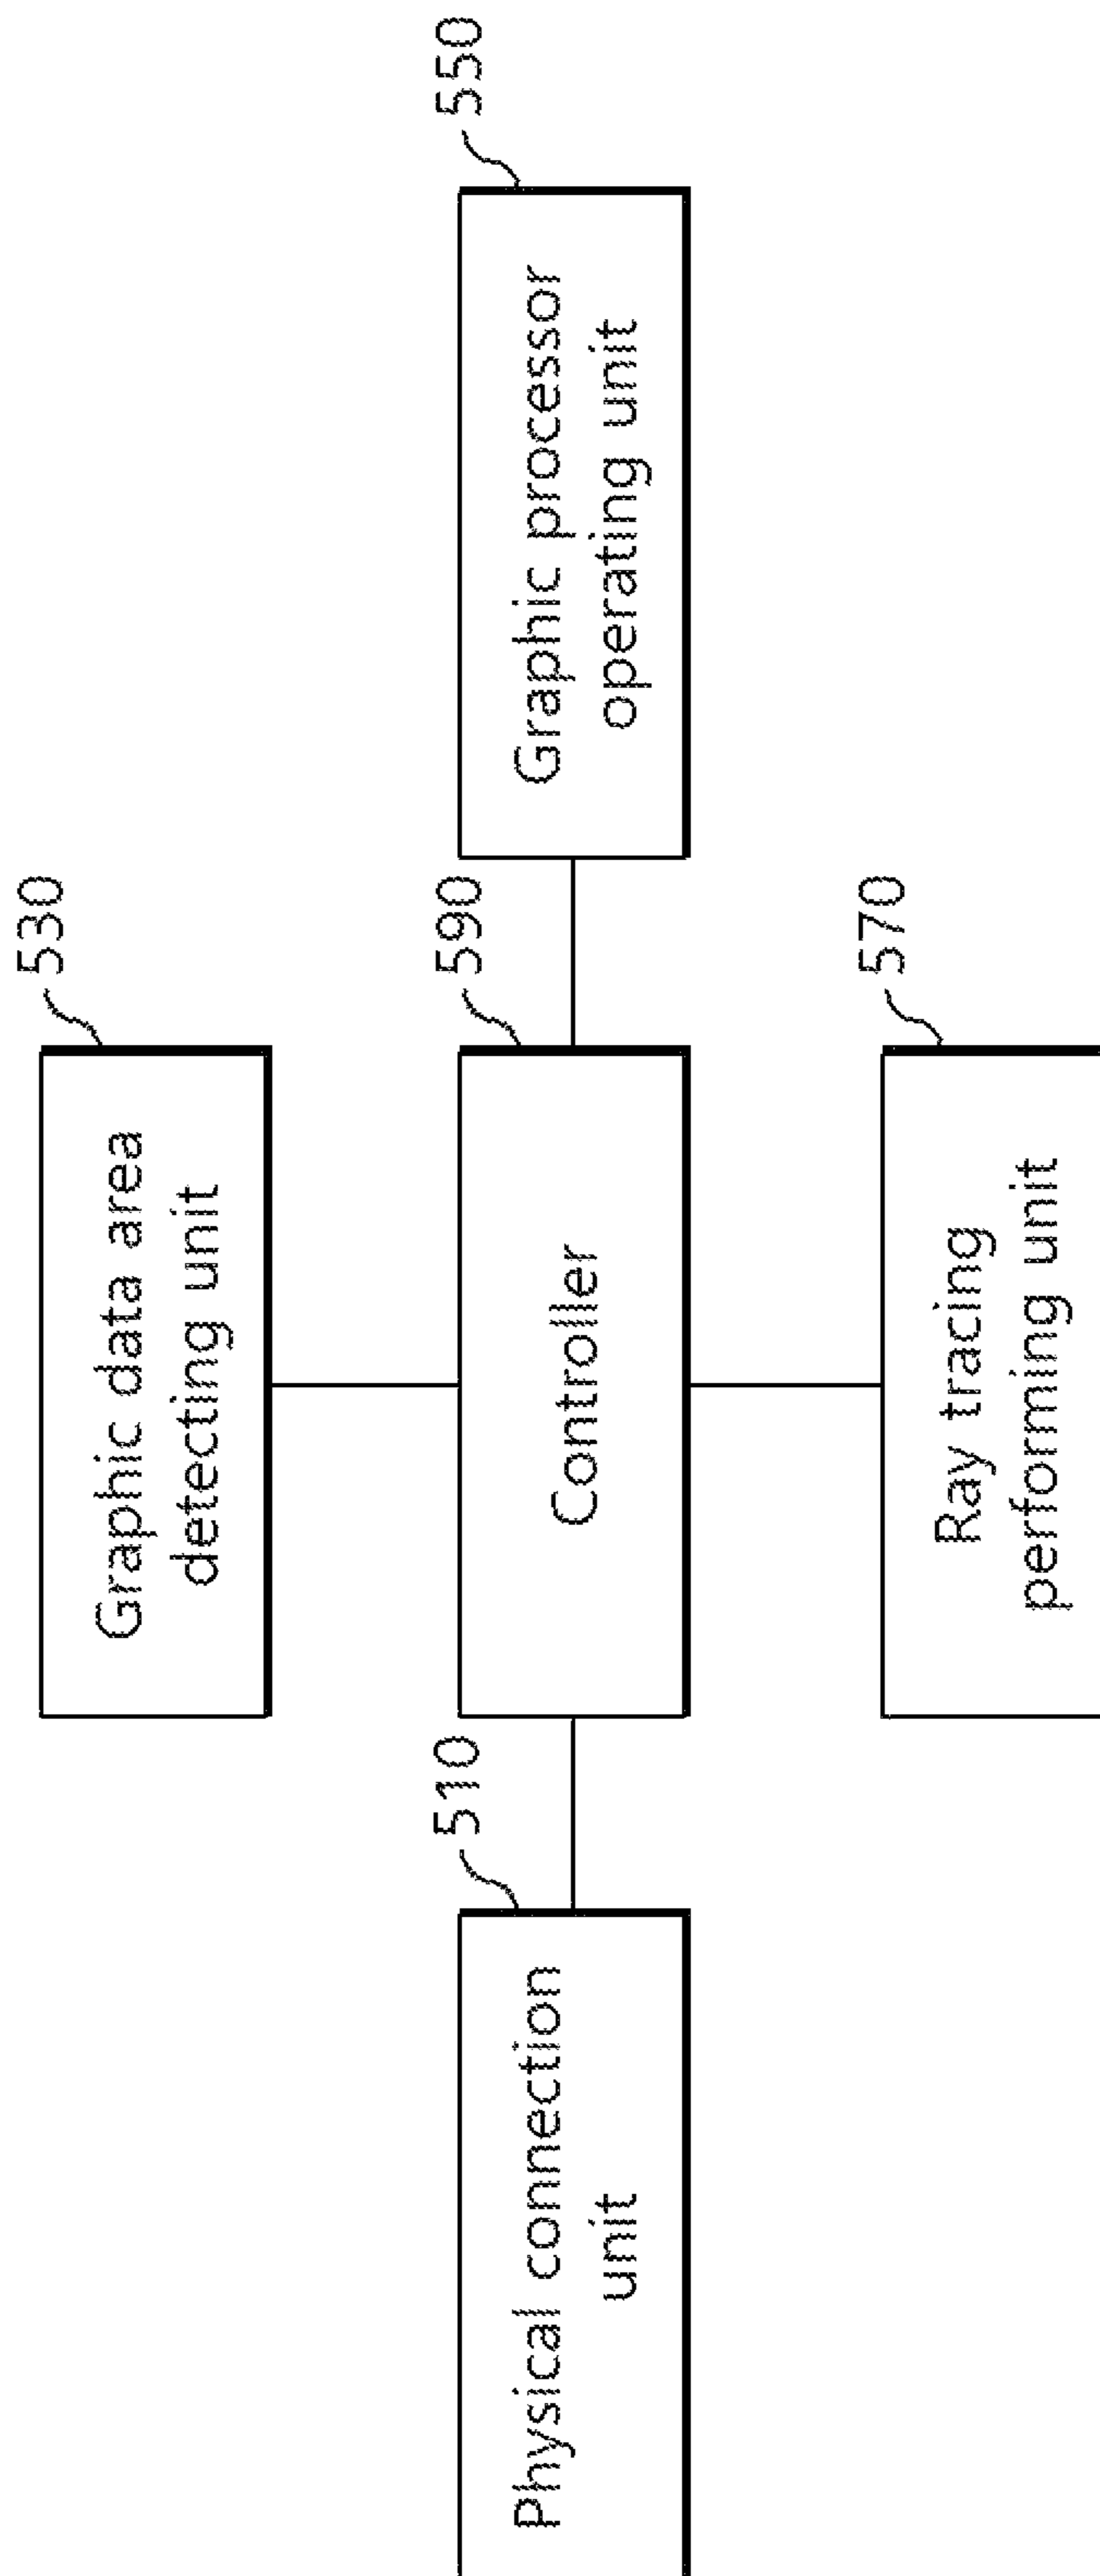 530
Graphic data area
detecting unit
510
Physical connection
unit
590
Controller
550
Graphic processor
operating unit
570
Ray tracing
performing unit